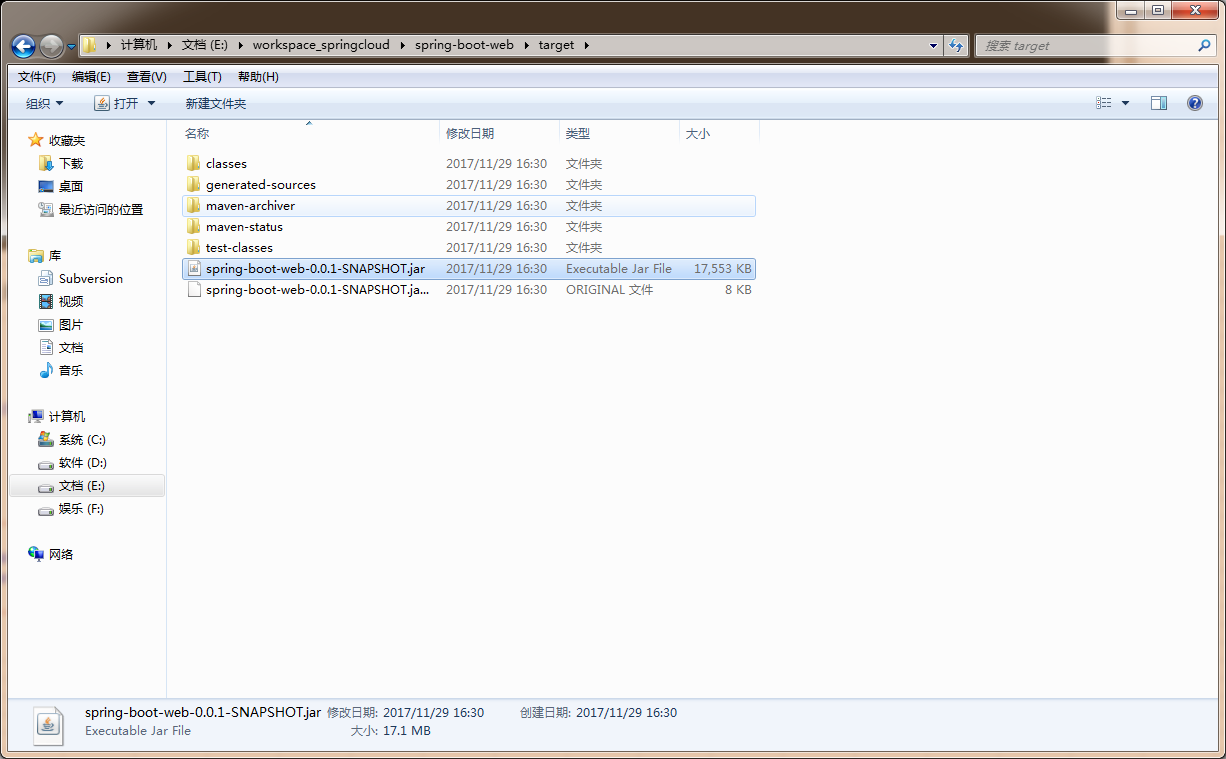 计算机 文档 (E:) workspace_springcloud spring-boot-web target
搜索 target
文件(F) 编辑(E) 查看(V) 工具(T) 帮助(H)
组织 打开 新建文件夹
名称 修改日期 类型 大小
classes 2017/11/29 16:30 文件夹
generated-sources 2017/11/29 16:30 文件夹
maven-archiver 2017/11/29 16:30 文件夹
maven-status 2017/11/29 16:30 文件夹
test-classes 2017/11/29 16:30 文件夹
spring-boot-web-0.0.1-SNAPSHOT.jar 2017/11/29 16:30 Executable Jar File 17,553 KB
spring-boot-web-0.0.1-SNAPSHOT.ja... 2017/11/29 16:30 ORIGINAL 文件 8 KB
收藏夹
下载
桌面
最近访问的位置
库
Subversion
视频
图片
文档
音乐
计算机
系统 (C:)
软件 (D:)
文档 (E:)
娱乐 (F:)
网络
spring-boot-web-0.0.1-SNAPSHOT.jar 修改日期: 2017/11/29 16:30 创建日期: 2017/11/29 16:30
Executable Jar File 大小: 17.1 MB